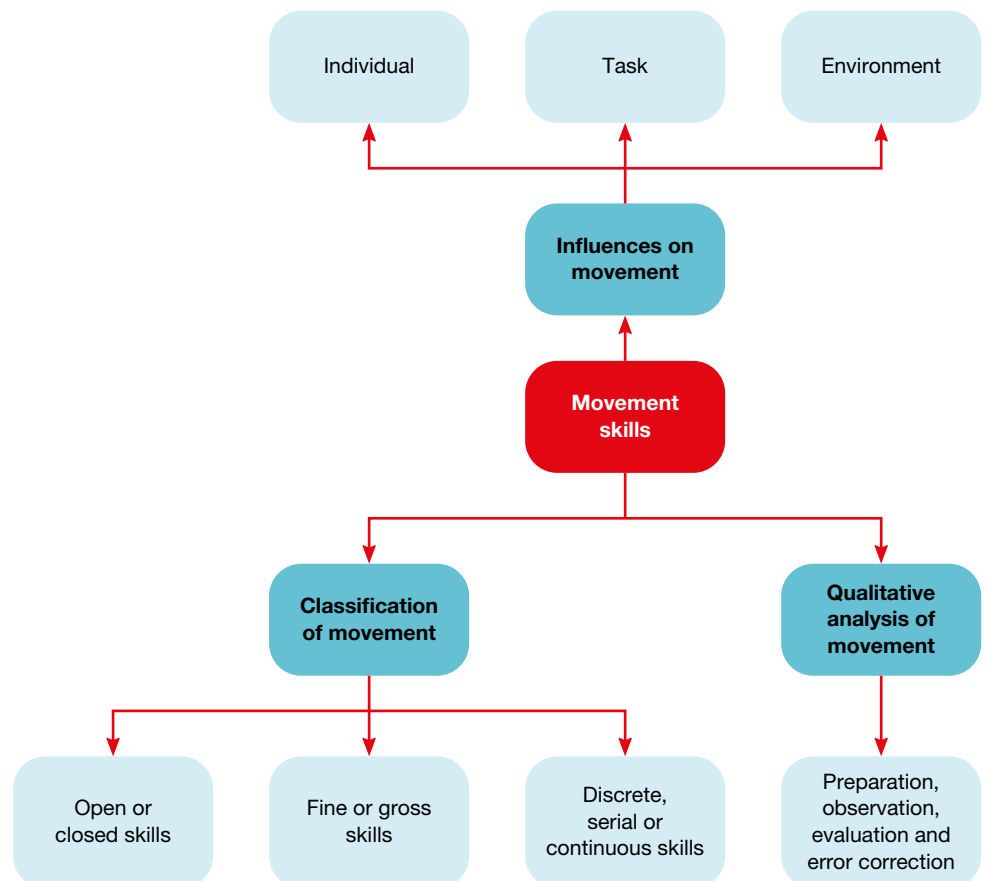 Individual
Task
Environment
Influences on
movement
Movement
skills
Classification
of movement
Qualitative
analysis of
movement
Open or
closed skills
Fine or gross
skills
Discrete,
serial or
continuous skills
Preparation,
observation,
evaluation and
error correction